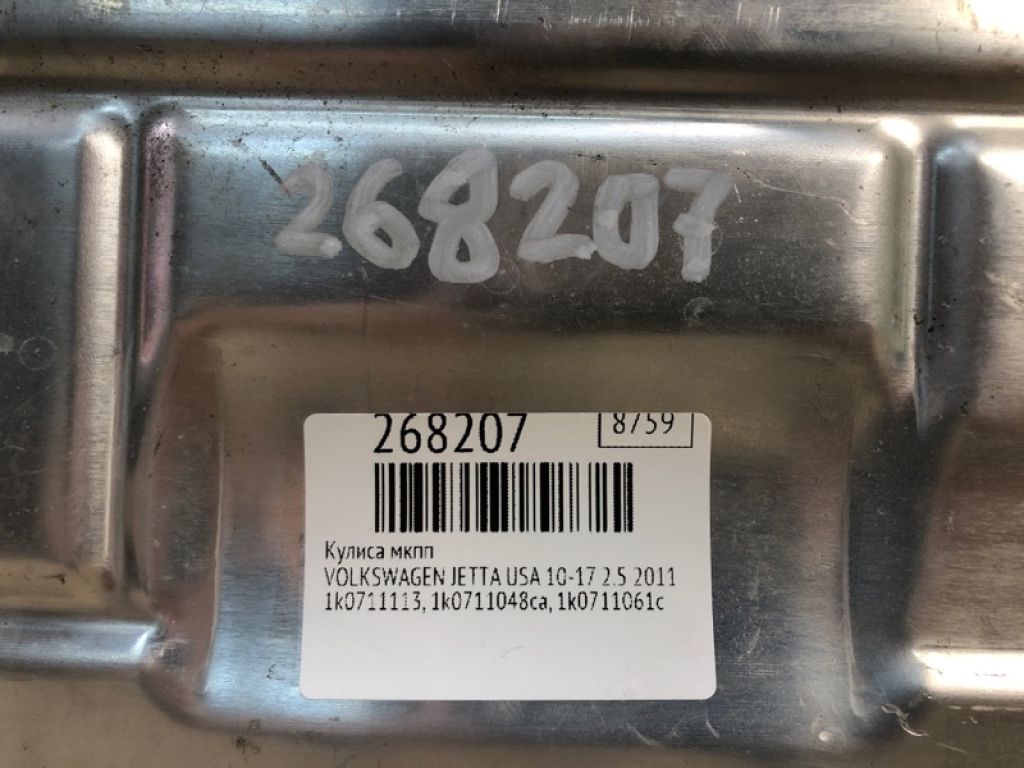 268207
268207 8759
Кулиса мкпп
VOLKSWAGEN JETTA USA 10-17 2.5 2011
1k0711113, 1k0711048ca, 1k0711061c